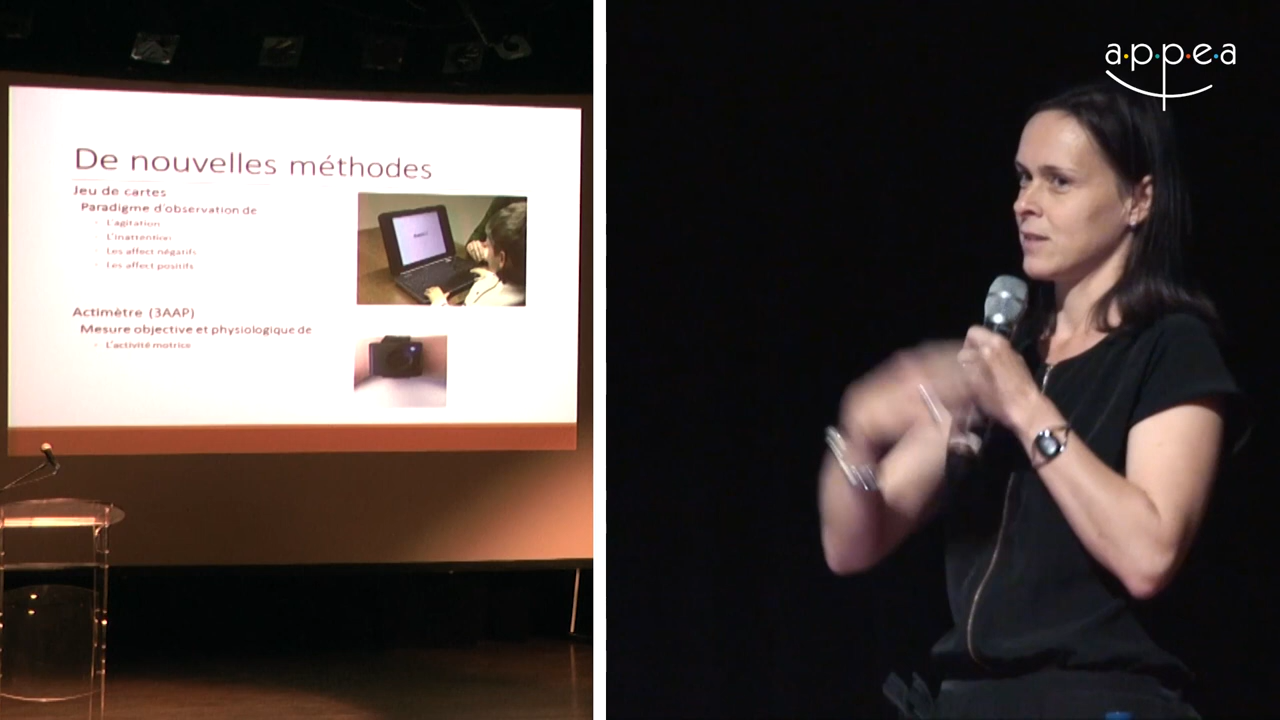 De nouvelles méthodes
Jeu de cartes
Paradigme d'observation de
- L'agitation
- L'inattention
- Les affect négatifs
- Les affect positifs
Actimètre (3AAP)
Mesure objective et physiologique de
- L'activité motrice
a·p·p·e·a